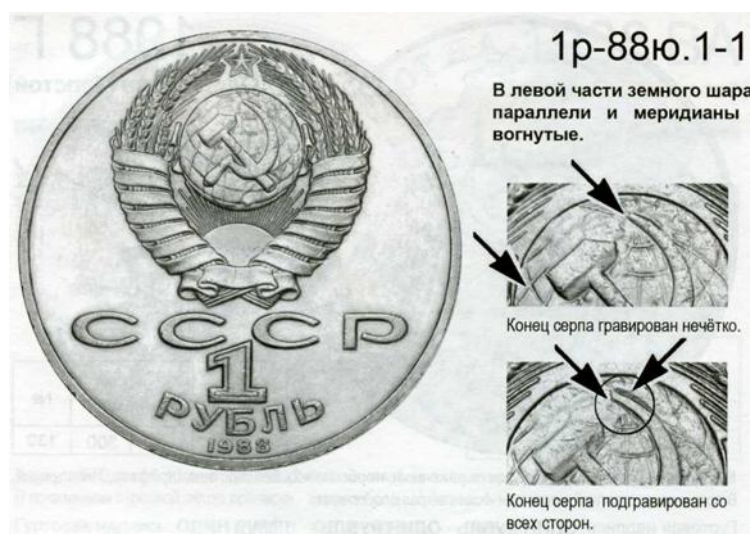 1р-88ю.1-1
В левой части земного шара
параллели и меридианы
вогнутые.
Конец серпа гравирован нечётко.
Конец серпа подгравирован со
всех сторон.
СССР
1
РУБЛЬ
1988